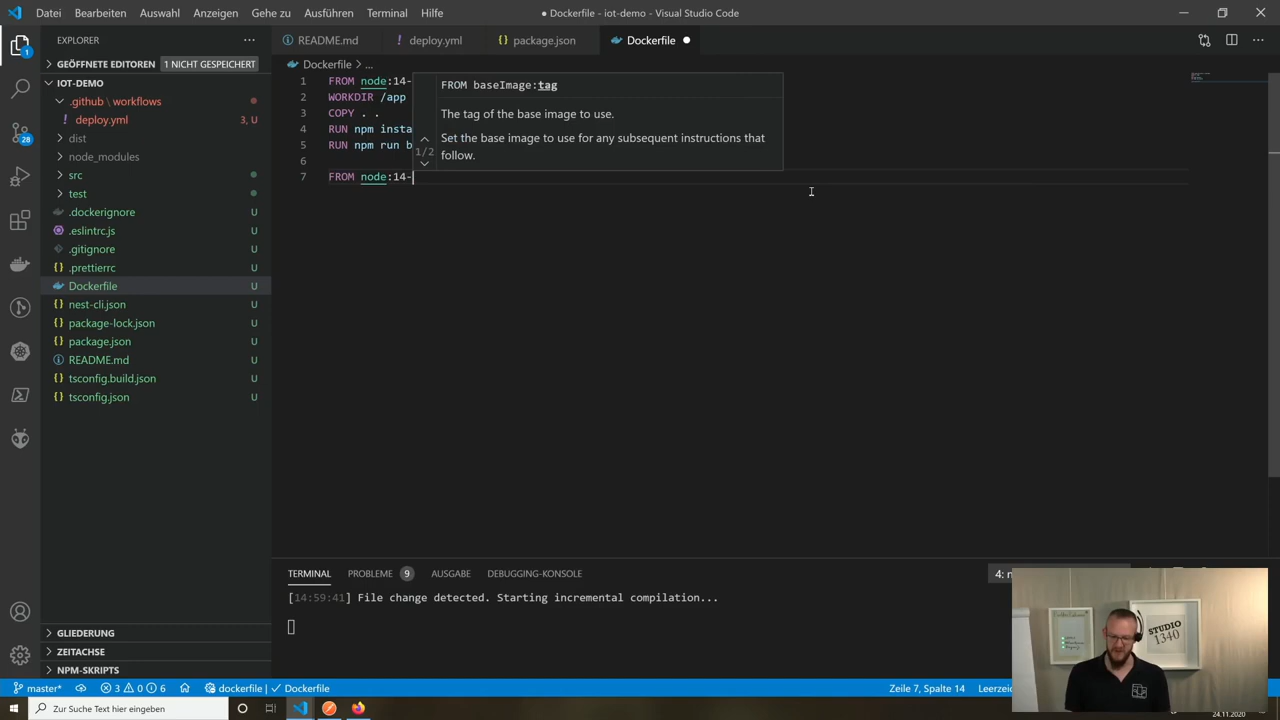 Datei Bearbeiten Auswahl Anzeigen Gehe zu Ausführen Terminal Hilfe
● Dockerfile - iot-demo - Visual Studio Code
EXPLORER
GEÖFFNETE EDITOREN 1 NICHT GESPEICHERT
IOT-DEMO
.github \ workflows
deploy.yml 3, U
dist
node_modules
src
test
.dockerignore U
.eslintrc.js U
.gitignore U
.prettierrc U
Dockerfile U
nest-cli.json U
package-lock.json U
package.json U
README.md U
tsconfig.build.json U
tsconfig.json U
GLIEDERUNG
ZEITACHSE
NPM-SKRIPTS
README.md deploy.yml package.json Dockerfile
Dockerfile > ...
1 FROM node:14-
2 WORKDIR /app
3 COPY . .
4 RUN npm insta
5 RUN npm run b
6
7 FROM node:14-
FROM baseImage:tag
The tag of the base image to use.
1/2
Set the base image to use for any subsequent instructions that
follow.
TERMINAL PROBLEME 9 AUSGABE DEBUGGING-KONSOLE
[14:59:41] File change detected. Starting incremental compilation...
STUDIO
1340
1
28
master* 3 0 6 dockerfile | Dockerfile
Zeile 7, Spalte 14
Zur Suche Text hier eingeben
24.11.2020